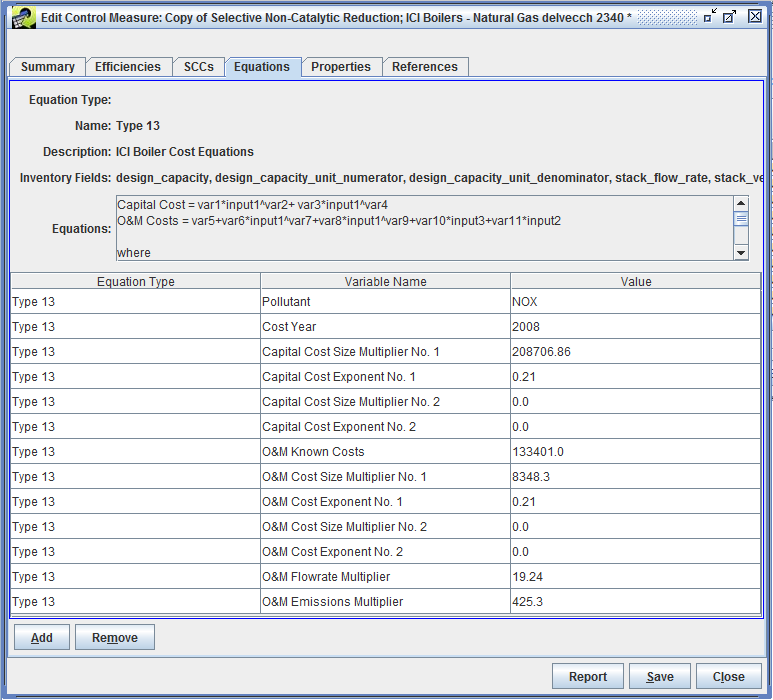 Edit Control Measure: Copy of Selective Non-Catalytic Reduction; ICI Boilers - Natural Gas delvecch 2340 *
Summary Efficiencies SCCs Equations Properties References
Equation Type:
Name: Type 13
Description: ICI Boiler Cost Equations
Inventory Fields: design_capacity, design_capacity_unit_numerator, design_capacity_unit_denominator, stack_flow_rate, stack_ve
Equations:
Capital Cost = var1*input1^var2+ var3*input1^var4
O&M Costs = var5+var6*input1^var7+var8*input1^var9+var10*input3+var11*input2
where
Equation Type Variable Name Value
Type 13 Pollutant NOX
Type 13 Cost Year 2008
Type 13 Capital Cost Size Multiplier No. 1 208706.86
Type 13 Capital Cost Exponent No. 1 0.21
Type 13 Capital Cost Size Multiplier No. 2 0.0
Type 13 Capital Cost Exponent No. 2 0.0
Type 13 O&M Known Costs 133401.0
Type 13 O&M Cost Size Multiplier No. 1 8348.3
Type 13 O&M Cost Exponent No. 1 0.21
Type 13 O&M Cost Size Multiplier No. 2 0.0
Type 13 O&M Cost Exponent No. 2 0.0
Type 13 O&M Flowrate Multiplier 19.24
Type 13 O&M Emissions Multiplier 425.3
Add Remove
Report Save Close